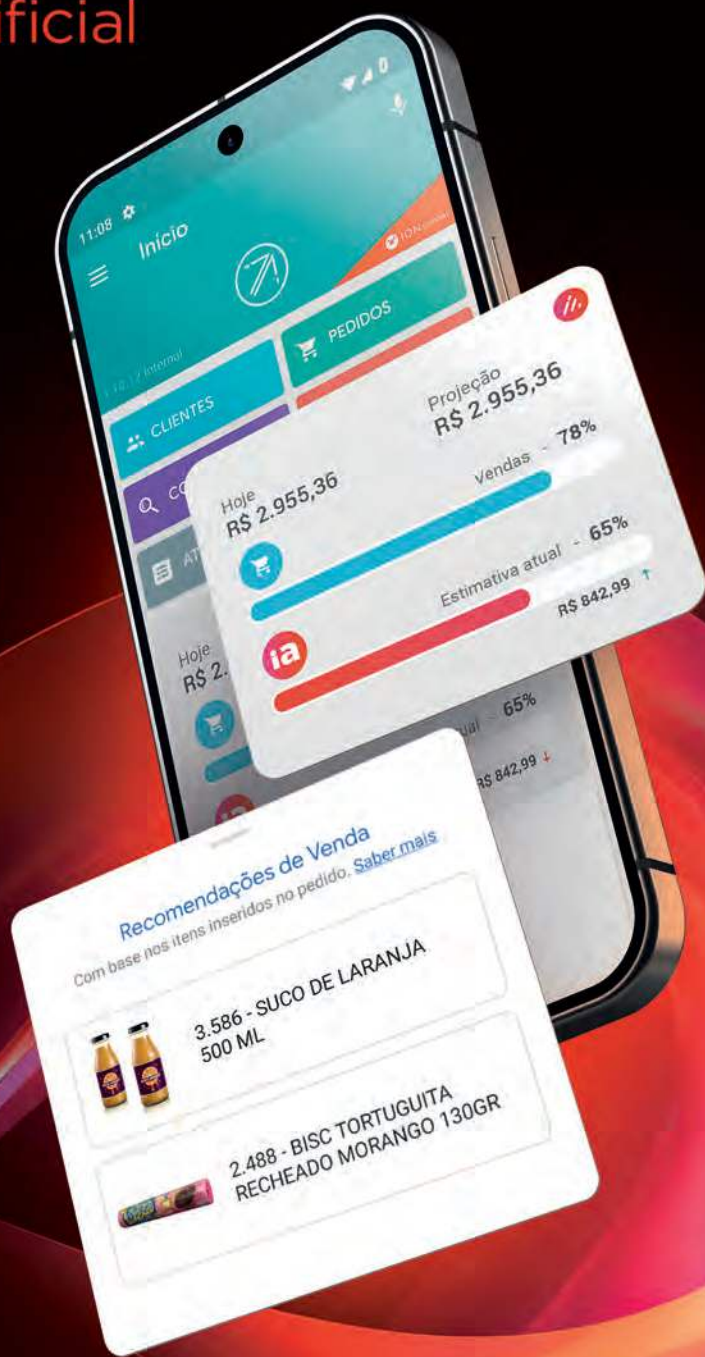 ificial
11:08
Início
CLIENTES
PEDIDOS
Hoje
R$ 2.955,36
Projeção
R$ 2.955,36
Vendas - 78%
Estimativa atual - 65%
ia
R$ 842,99 ↑
Hoje
R$ 2.
65%
R$ 842,99 ↓
Recomendações de Venda
Com base nos itens inseridos no pedido. Saber mais
3.586 - SUCO DE LARANJA
500 ML
2.488 - BISC TORTUGUITA
RECHEADO MORANGO 130GR